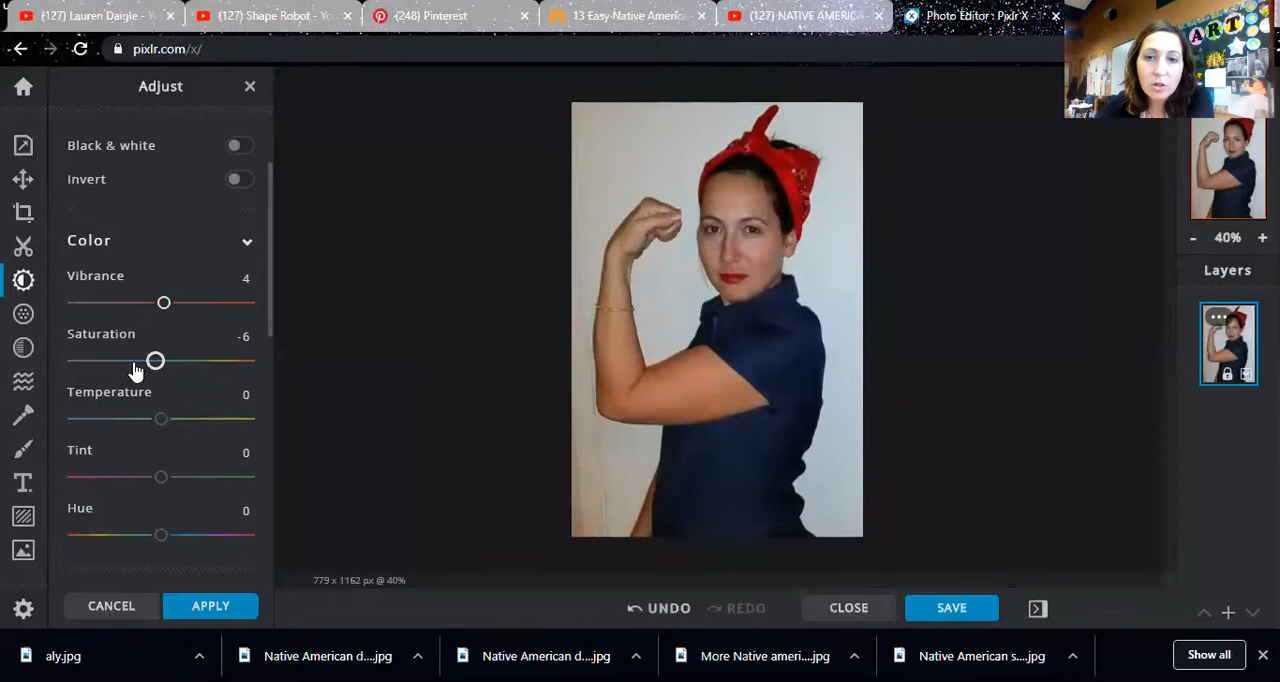 (127) Lauren Daigle - Y
(127) Shape Robot - Yo
(248) Pinterest
13 Easy Native Americ
(127) NATIVE AMERICA
Photo Editor : Pixlr X -
pixlr.com/x/
ART
Adjust
Black & white
Invert
Color
Vibrance 4
Saturation -6
Temperature 0
Tint 0
Hue 0
CANCEL APPLY
779 x 1162 px @ 40%
UNDO REDO CLOSE SAVE
- 40% +
Layers
aly.jpg
Native American d....jpg
Native American d....jpg
More Native ameri....jpg
Native American s....jpg
Show all